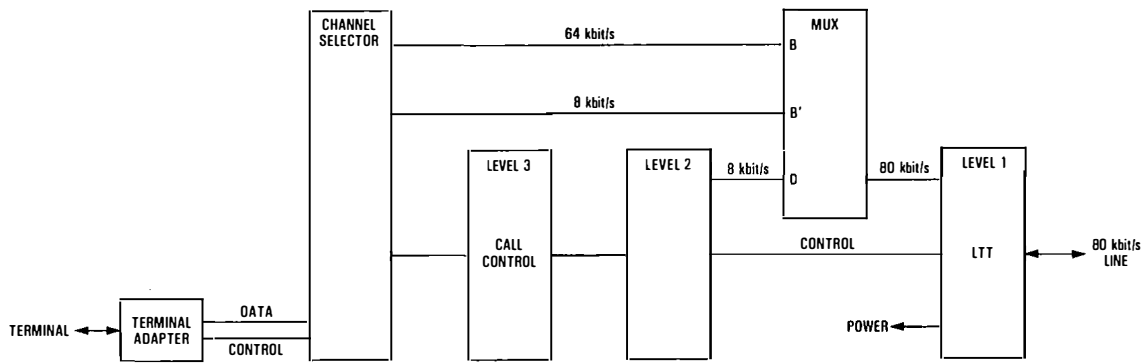 CHANNEL
SELECTOR
64 kbit/s
B
MUX
8 kbit/s
B'
LEVEL 3
LEVEL 2
8 kbit/s
D
80 kbit/s
LEVEL 1
CALL
CONTROL
CONTROL
LTT
80 kbit/s
LINE
TERMINAL
TERMINAL
ADAPTER
DATA
CONTROL
POWER